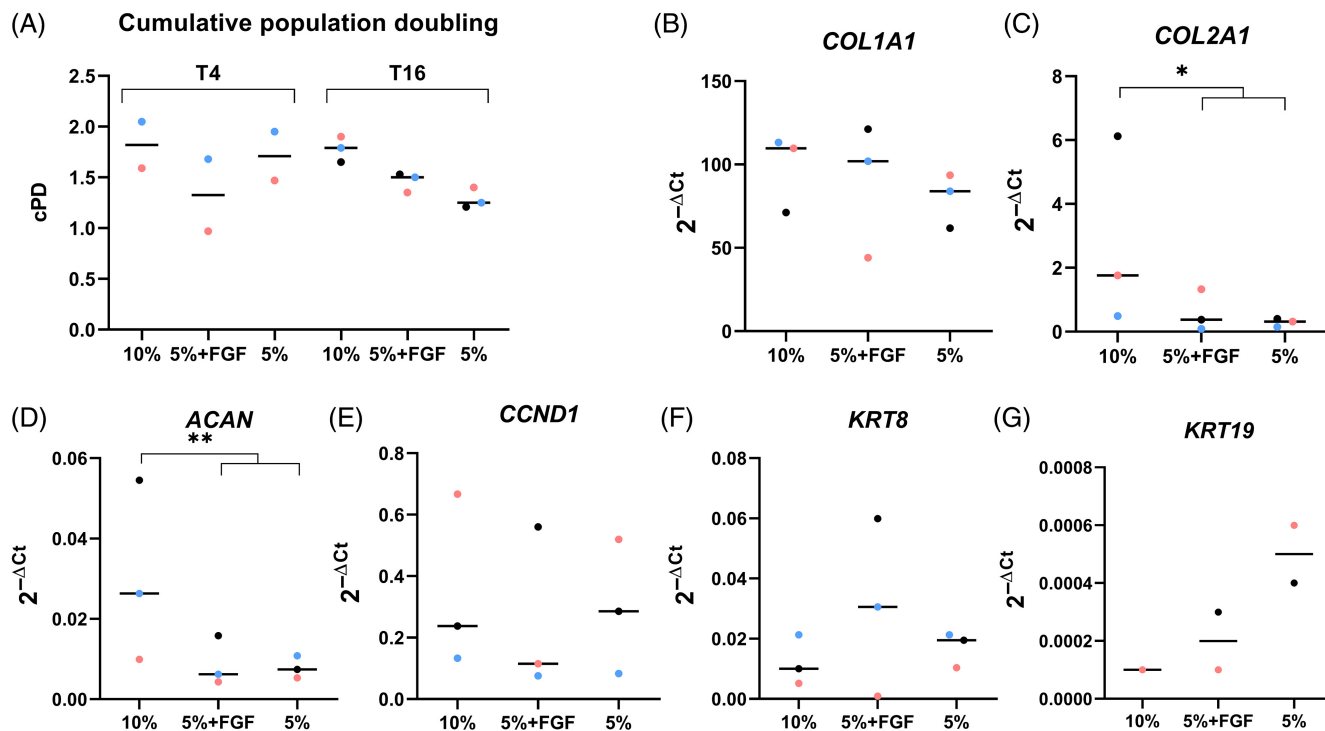 (A) Cumulative population doubling
T4 T16
2.5
2.0
1.5
1.0
0.5
0.0
cPD
10% 5%+FGF 5% 10% 5%+FGF 5%
(B) COL1A1
150
100
50
0
2−ΔCt
10% 5%+FGF 5%
(C) COL2A1
*
8
6
4
2
0
2−ΔCt
10% 5%+FGF 5%
(D) ACAN
**
0.06
0.04
0.02
0.00
2−ΔCt
10% 5%+FGF 5%
(E) CCND1
0.8
0.6
0.4
0.2
0.0
2−ΔCt
10% 5%+FGF 5%
(F) KRT8
0.08
0.06
0.04
0.02
0.00
2−ΔCt
10% 5%+FGF 5%
(G) KRT19
0.0008
0.0006
0.0004
0.0002
0.0000
2−ΔCt
10% 5%+FGF 5%